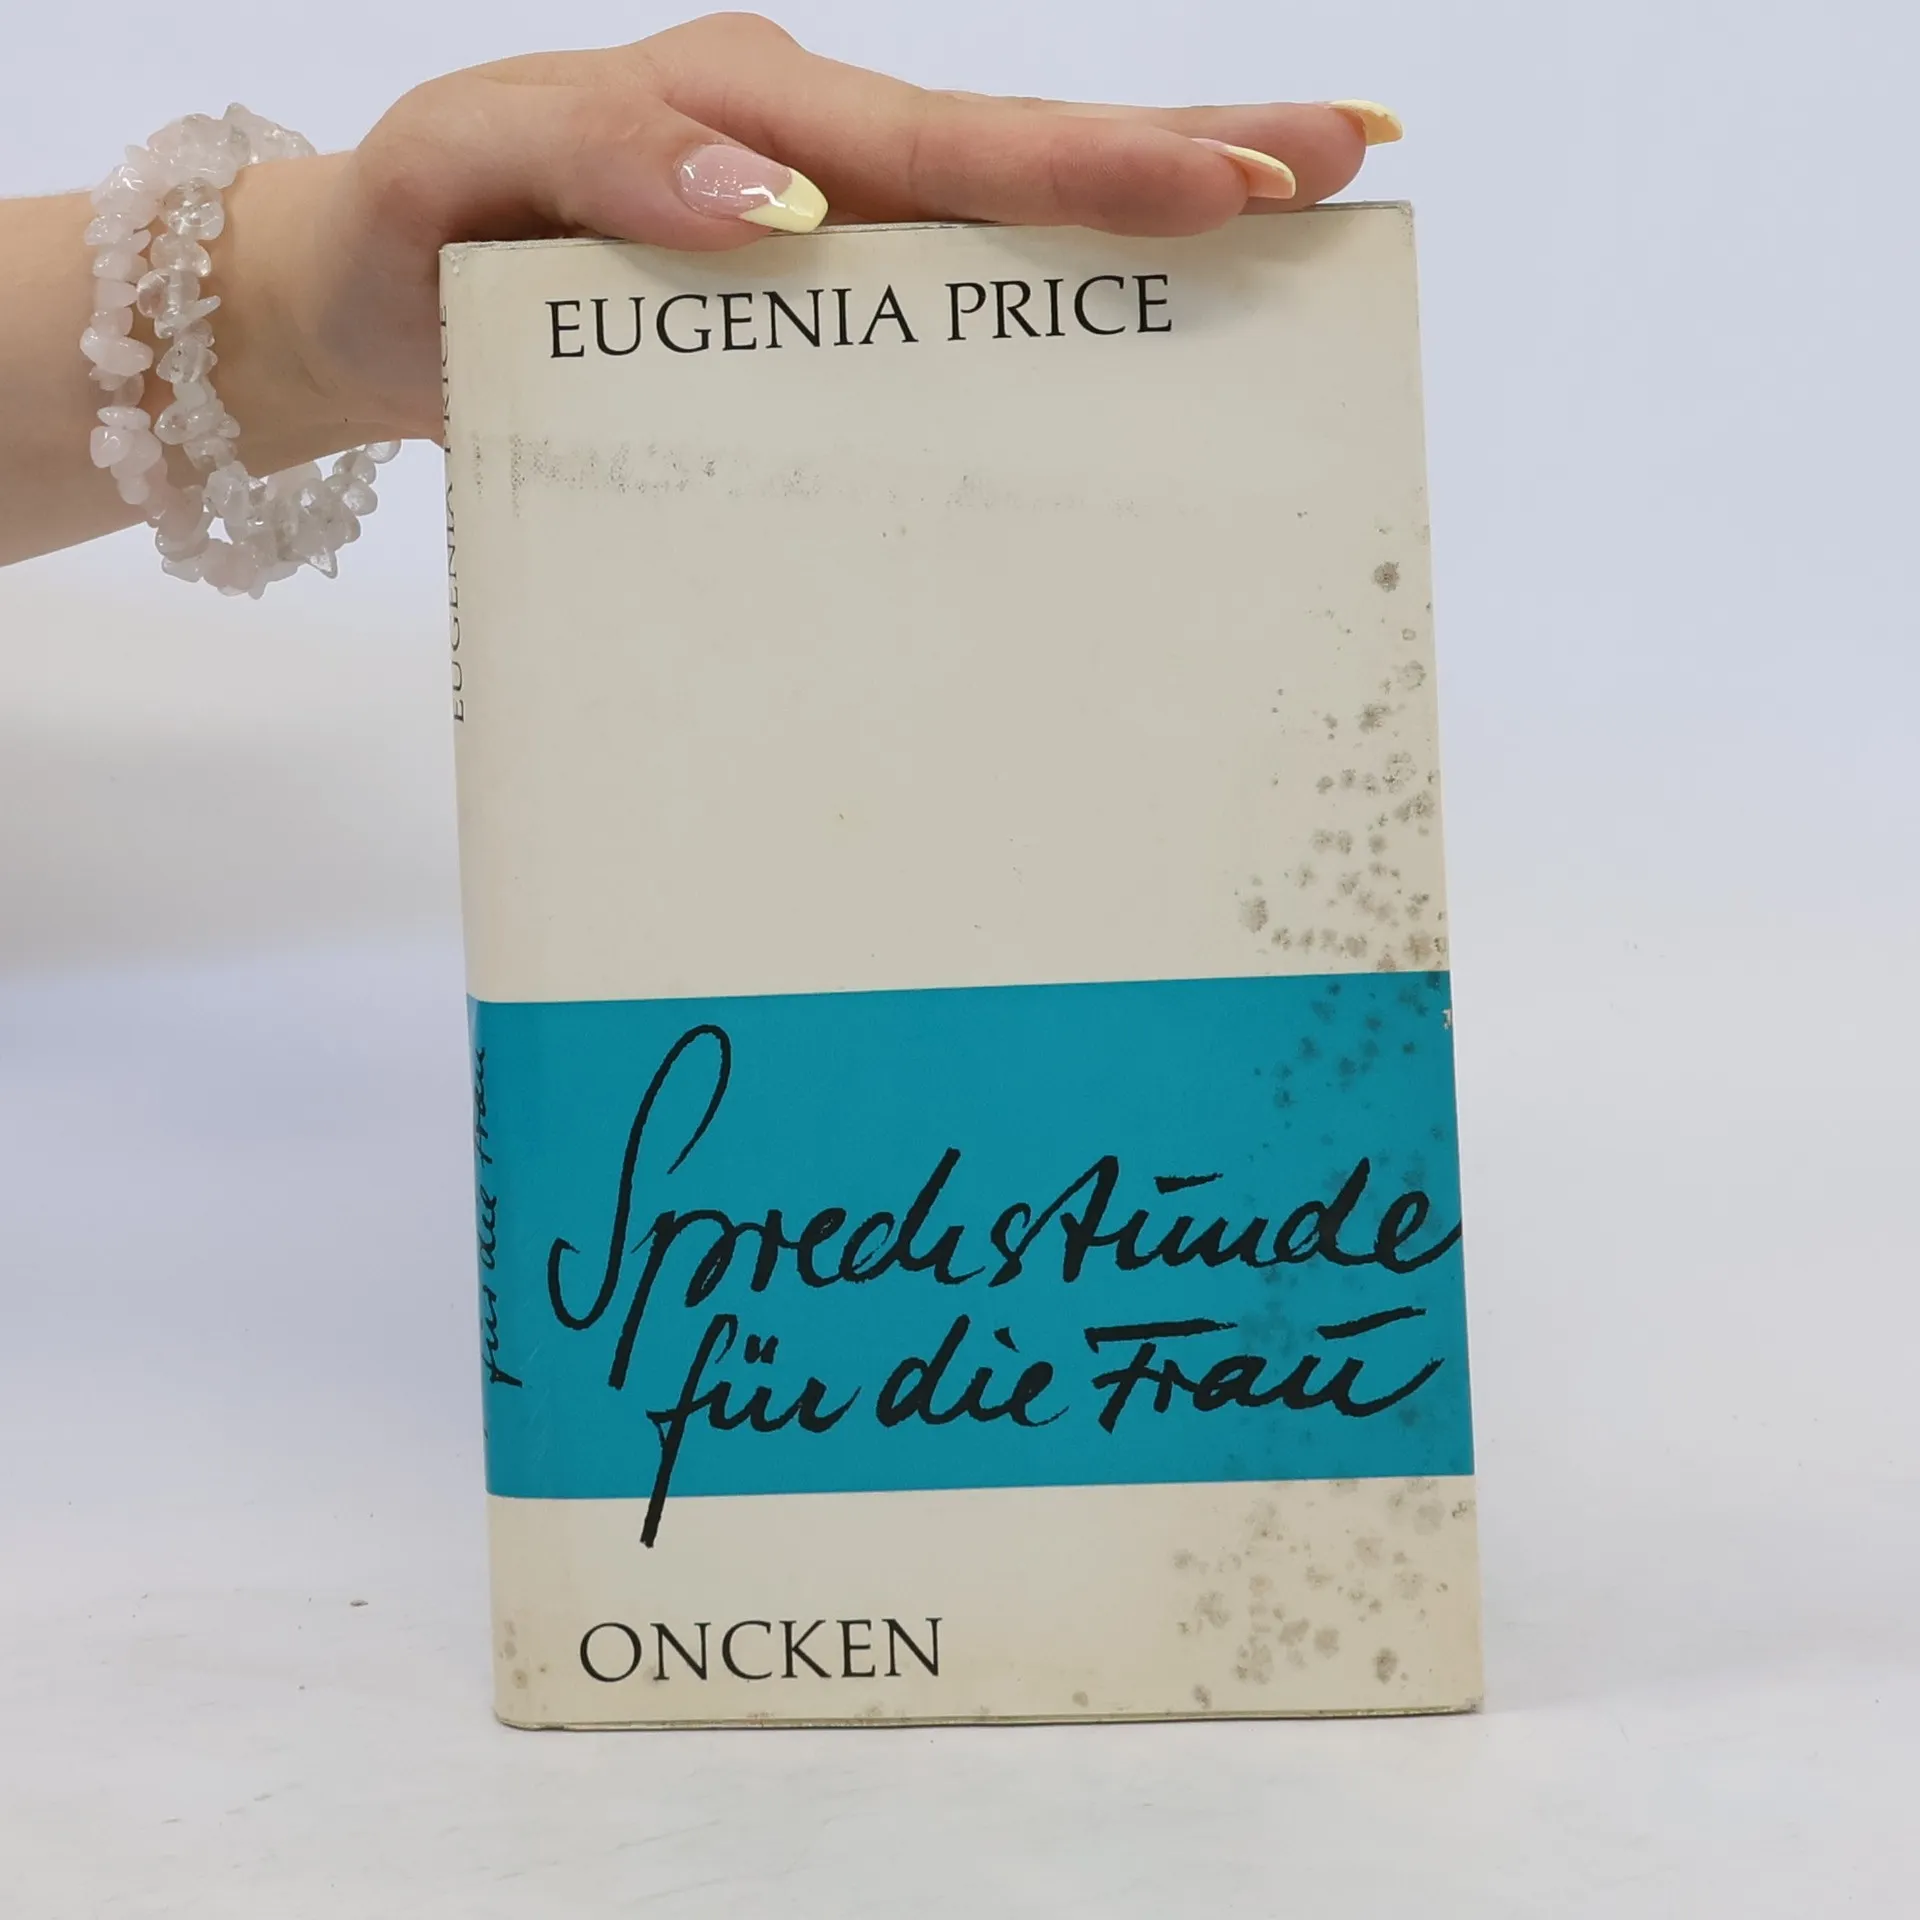 EUGENIA PRICE
Sprechstunde
für die Frau
ONCKEN
EUGENIA PRICE
für die Frau